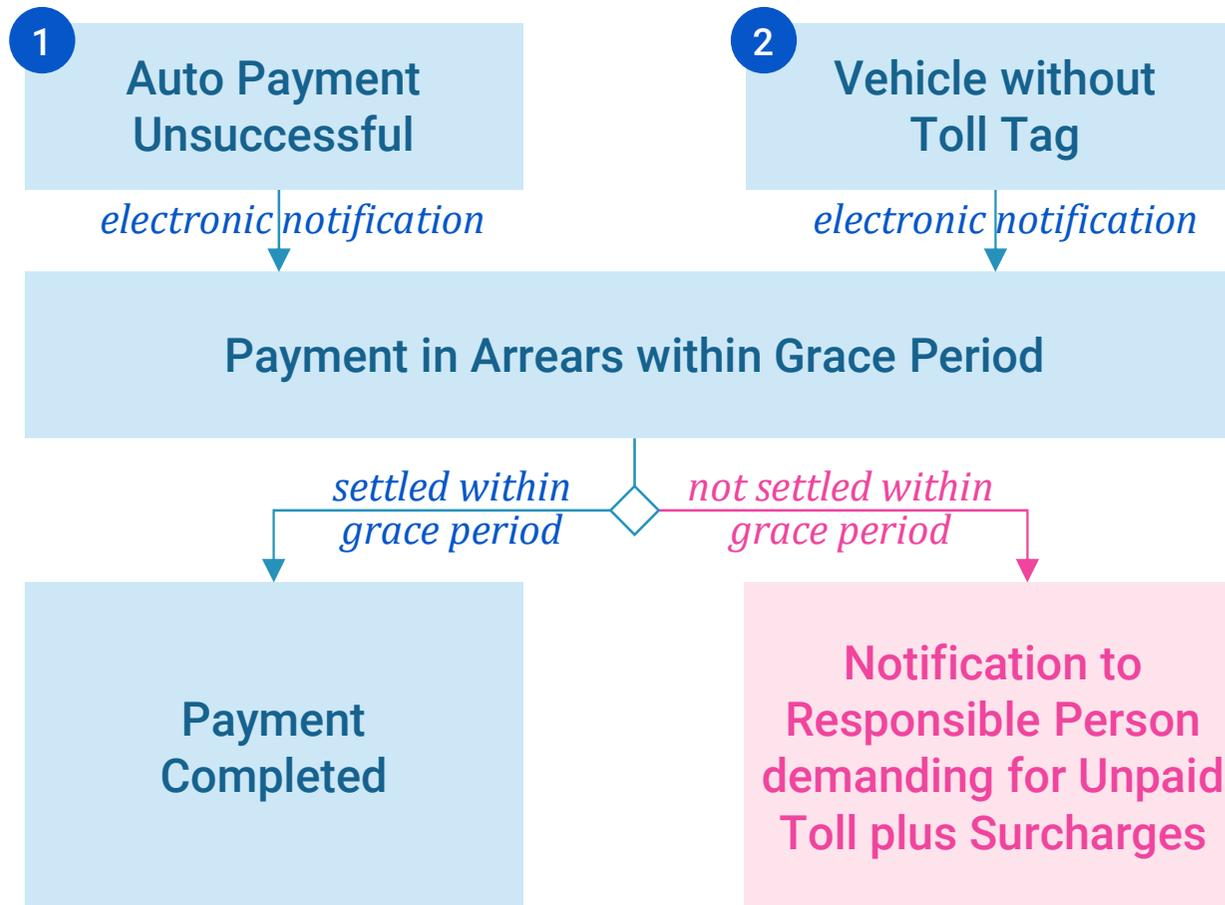 1
Auto Payment
Unsuccessful
2
Vehicle without
Toll Tag
electronic notification
electronic notification
Payment in Arrears within Grace Period
settled within
grace period
not settled within
grace period
Payment
Completed
Notification to
Responsible Person
demanding for Unpaid
Toll plus Surcharges